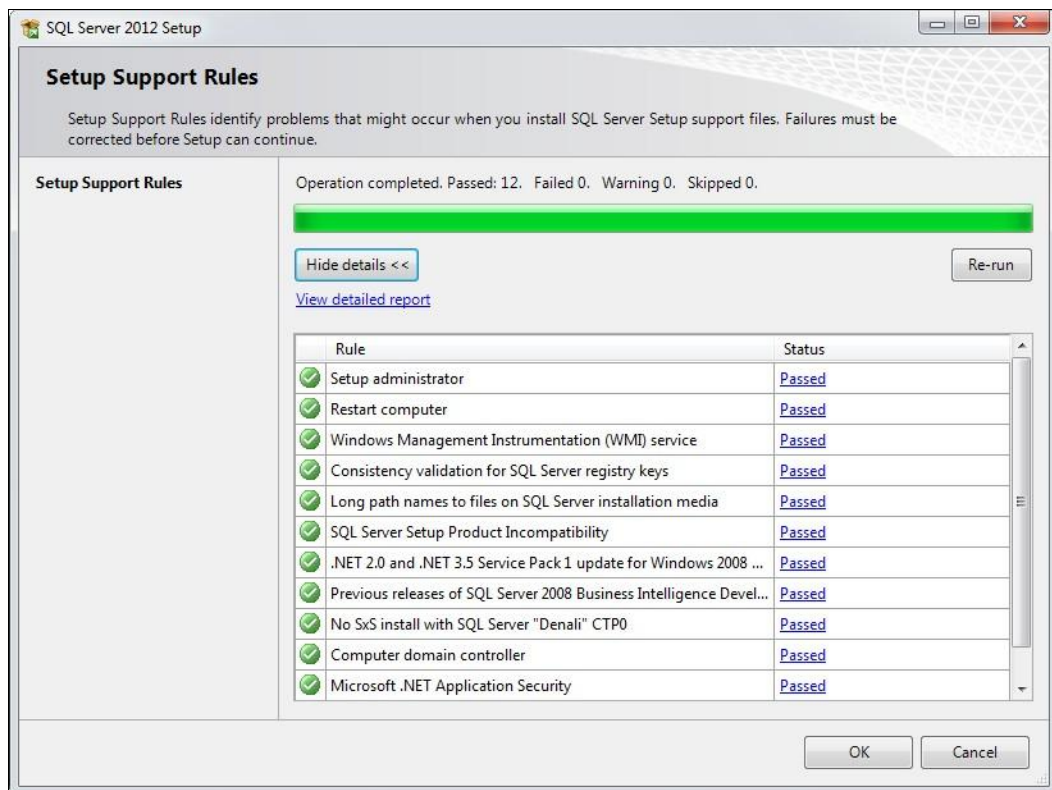 SQL Server 2012 Setup
Setup Support Rules
Setup Support Rules identify problems that might occur when you install SQL Server Setup support files. Failures must be
corrected before Setup can continue.
Setup Support Rules
Operation completed. Passed: 12. Failed 0. Warning 0. Skipped 0.
Hide details <<
Re-run
View detailed report
Rule Status
Setup administrator Passed
Restart computer Passed
Windows Management Instrumentation (WMI) service Passed
Consistency validation for SQL Server registry keys Passed
Long path names to files on SQL Server installation media Passed
SQL Server Setup Product Incompatibility Passed
.NET 2.0 and .NET 3.5 Service Pack 1 update for Windows 2008 ... Passed
Previous releases of SQL Server 2008 Business Intelligence Devel... Passed
No SxS install with SQL Server "Denali" CTP0 Passed
Computer domain controller Passed
Microsoft .NET Application Security Passed
OK Cancel